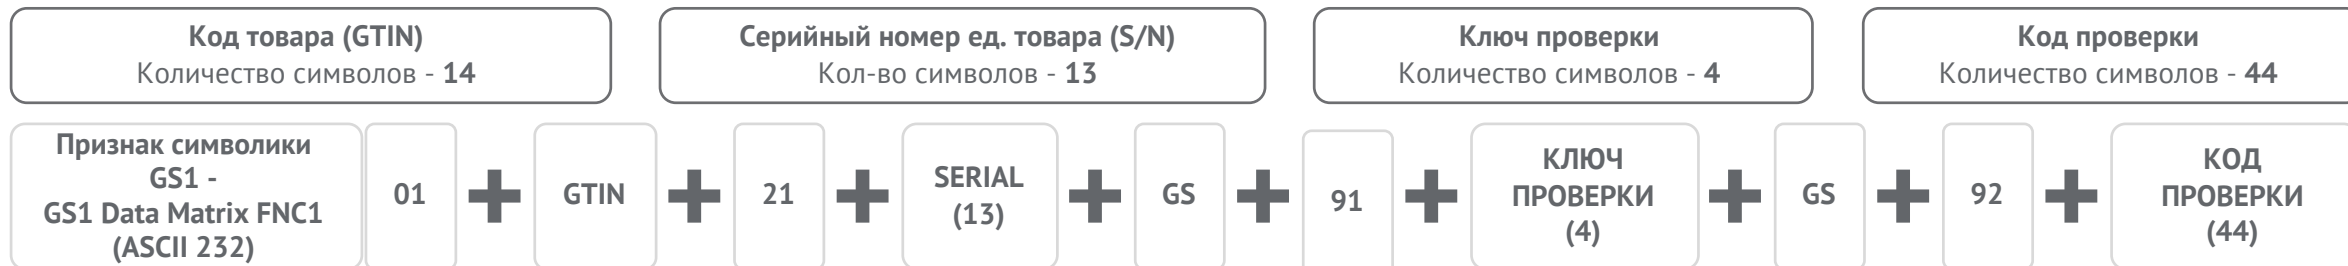 Код товара (GTIN)
Количество символов - 14
Серийный номер ед. товара (S/N)
Кол-во символов - 13
Ключ проверки
Количество символов - 4
Код проверки
Количество символов - 44
Признак символики
GS1 -
GS1 Data Matrix FNC1
(ASCII 232)
01
+
GTIN
+
21
+
SERIAL
(13)
+
GS
+
91
+
КЛЮЧ
ПРОВЕРКИ
(4)
+
GS
+
92
+
КОД
ПРОВЕРКИ
(44)